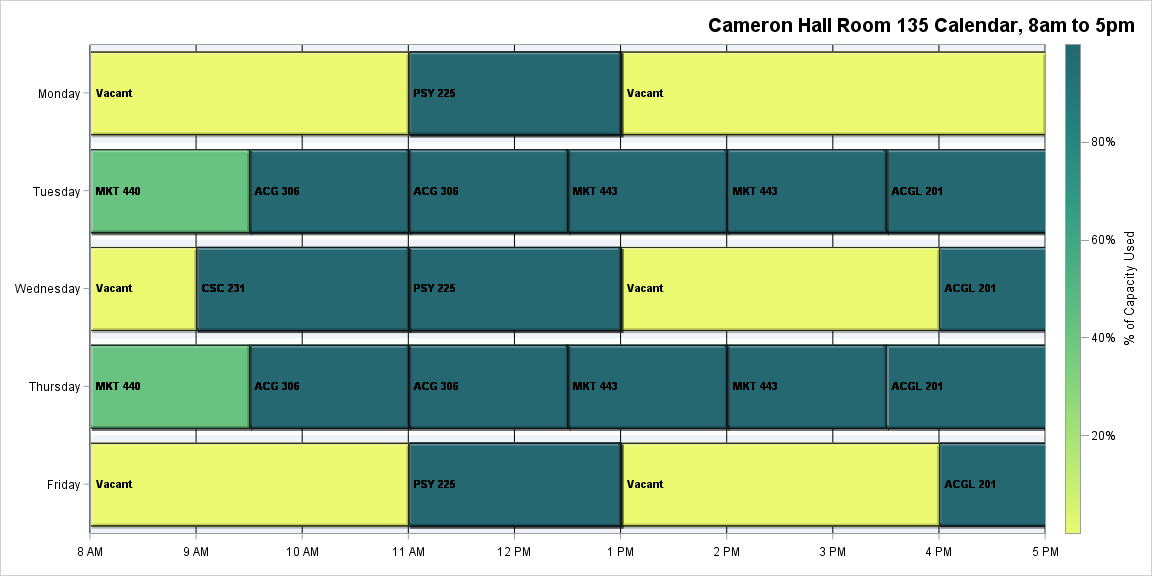 Cameron Hall Room 135 Calendar, 8am to 5pm
Monday
Vacant
PSY 225
Vacant
Tuesday
MKT 440
ACG 306
ACG 306
MKT 443
MKT 443
ACGL 201
Wednesday
Vacant
CSC 231
PSY 225
Vacant
ACGL 201
Thursday
MKT 440
ACG 306
ACG 306
MKT 443
MKT 443
ACGL 201
Friday
Vacant
PSY 225
Vacant
ACGL 201
8 AM
9 AM
10 AM
11 AM
12 PM
1 PM
2 PM
3 PM
4 PM
5 PM
80%
60%
40%
20%
% of Capacity Used